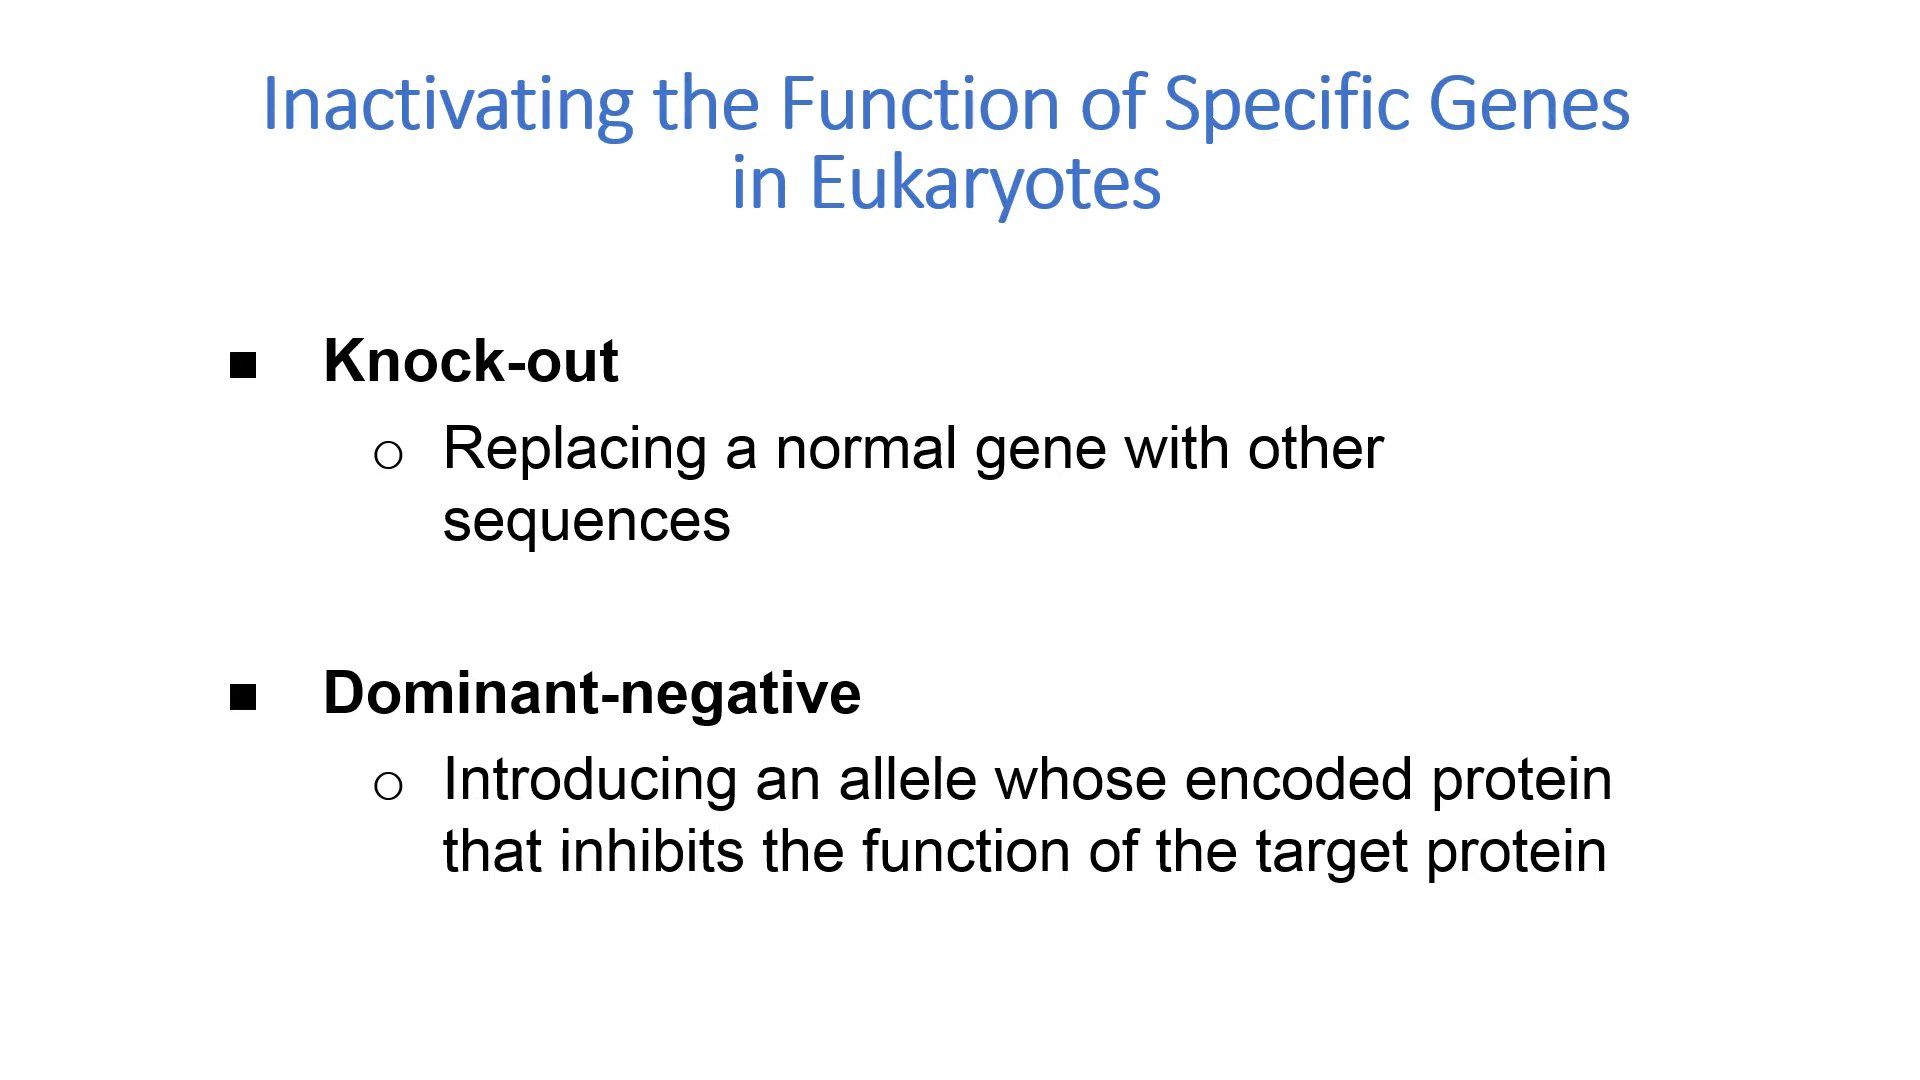 Inactivating the Function of Specific Genes
in Eukaryotes
■ Knock-out
○ Replacing a normal gene with other
sequences
■ Dominant-negative
○ Introducing an allele whose encoded protein
that inhibits the function of the target protein